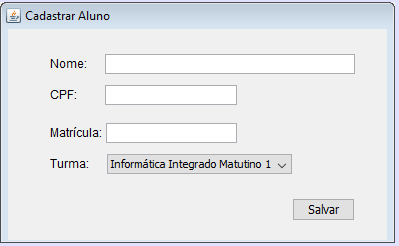 Cadastrar Aluno
Nome:
CPF:
Matrícula:
Turma: Informática Integrado Matutino 1
Salvar